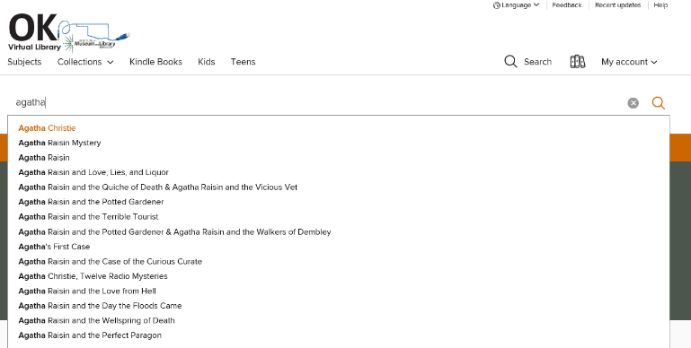 Language
Feedback
Recent updates
Help
OK
Virtual Library
Museum and Library
Subjects
Collections
Kindle Books
Kids
Teens
Search
My account
agatha
Agatha Christie
Agatha Raisin Mystery
Agatha Raisin
Agatha Raisin and Love, Lies, and Liquor
Agatha Raisin and the Quiche of Death & Agatha Raisin and the Vicious Vet
Agatha Raisin and the Potted Gardener
Agatha Raisin and the Terrible Tourist
Agatha Raisin and the Potted Gardener & Agatha Raisin and the Walkers of Dembley
Agatha's First Case
Agatha Raisin and the Case of the Curious Curate
Agatha Christie, Twelve Radio Mysteries
Agatha Raisin and the Love from Hell
Agatha Raisin and the Day the Floods Came
Agatha Raisin and the Wellspring of Death
Agatha Raisin and the Perfect Paragon